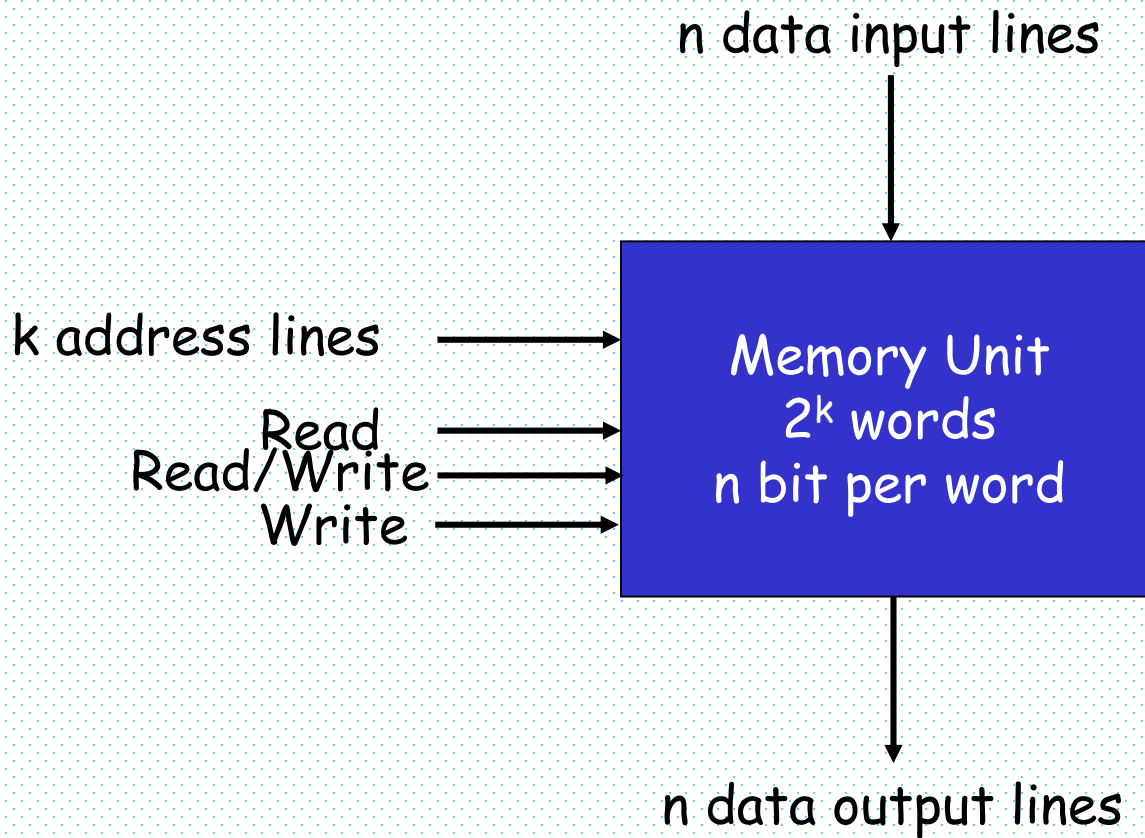 n data input lines
k address lines
Read
Read/Write
Write
Memory Unit
2ᵏ words
n bit per word
n data output lines